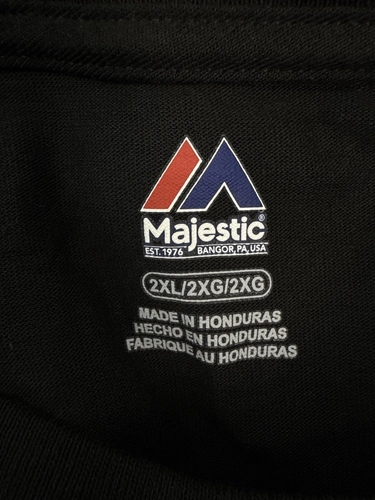 Majestic®
EST. 1976 BANGOR, PA, USA
2XL/2XG/2XG
MADE IN HONDURAS
HECHO EN HONDURAS
FABRIQUE AU HONDURAS